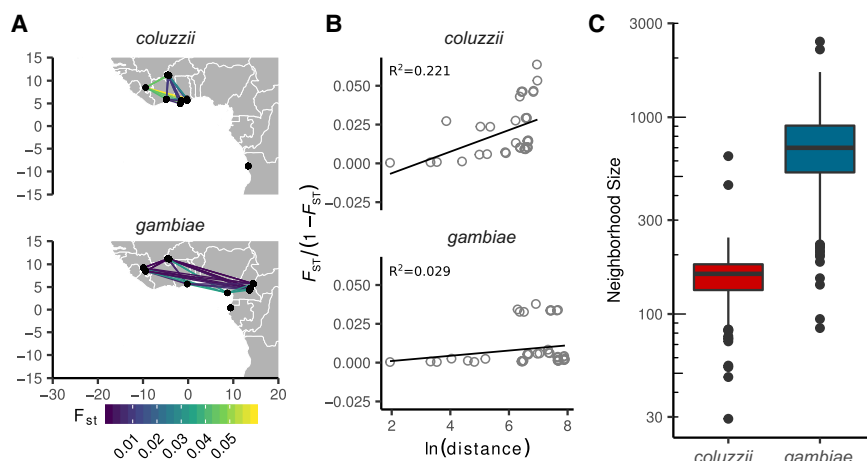 A
coluzzii
15
10
5
0
−5
−10
−15
gambiae
15
10
5
0
−5
−10
−15
−30
−20
−10
0
10
20
Fst
0.01
0.02
0.03
0.04
0.05
B
coluzzii
R²=0.221
0.050
0.025
0.000
−0.025
FST/(1−FST)
gambiae
R²=0.029
0.050
0.025
0.000
−0.025
2
4
6
8
ln(distance)
C
3000
1000
300
100
30
Neighborhood Size
coluzzii
gambiae